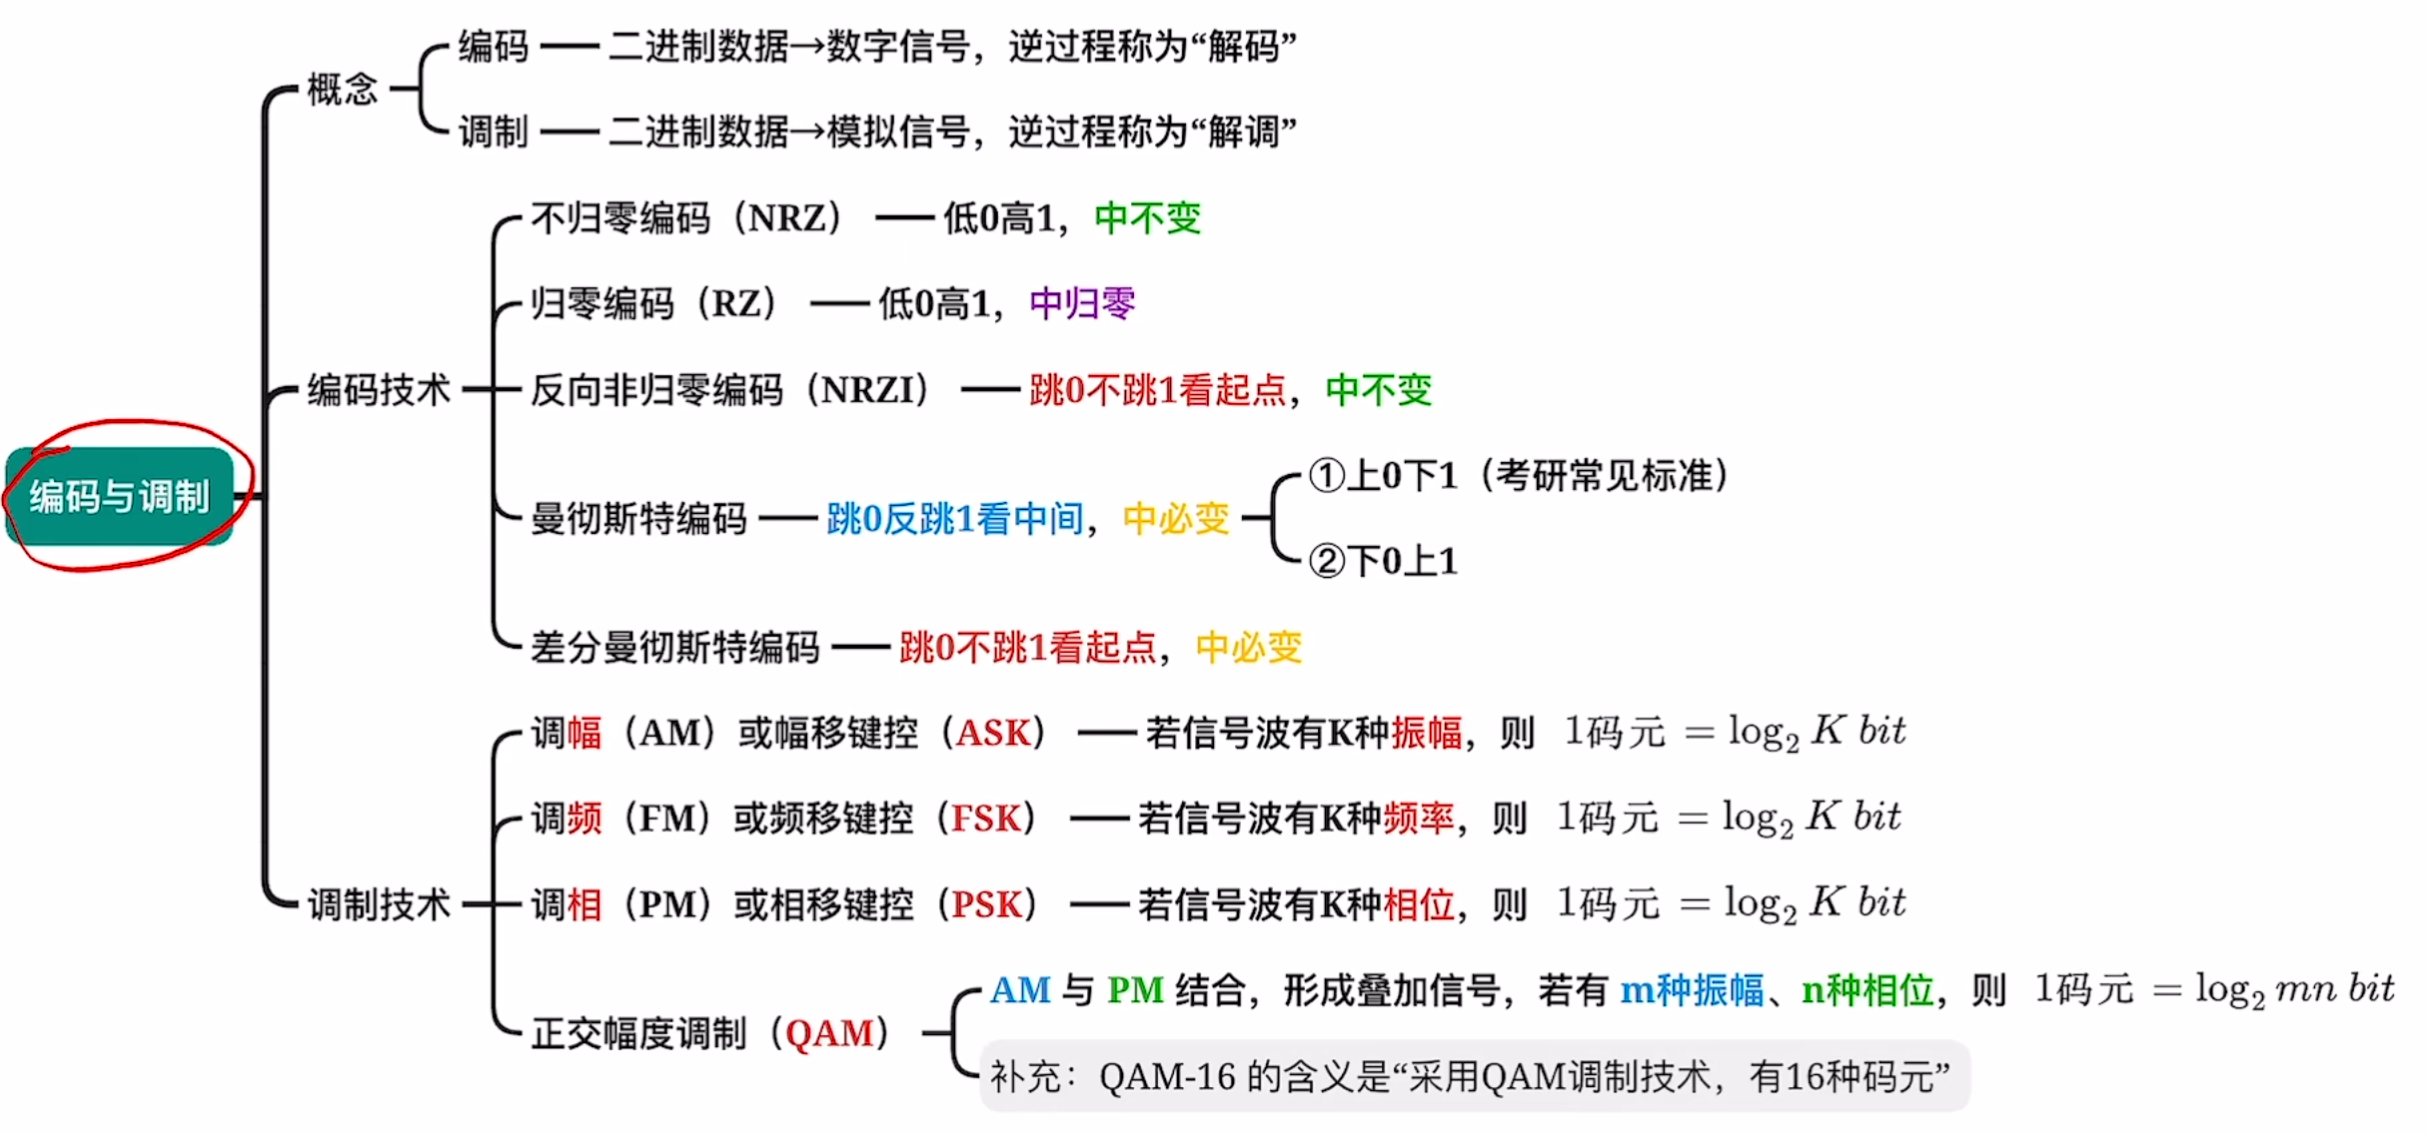 编码与调制
概念
编码 二进制数据→数字信号，逆过程称为“解码”
调制 二进制数据→模拟信号，逆过程称为“解调”
编码技术
不归零编码（NRZ） 低0高1，中不变
归零编码（RZ） 低0高1，中归零
反向非归零编码（NRZI） 跳0不跳1看起点，中不变
曼彻斯特编码 跳0反跳1看中间，中必变
①上0下1（考研常见标准）
②下0上1
差分曼彻斯特编码 跳0不跳1看起点，中必变
调制技术
调幅（AM）或幅移键控（ASK） 若信号波有K种振幅，则 1码元 = log₂ K bit
调频（FM）或频移键控（FSK） 若信号波有K种频率，则 1码元 = log₂ K bit
调相（PM）或相移键控（PSK） 若信号波有K种相位，则 1码元 = log₂ K bit
正交幅度调制（QAM）
AM 与 PM 结合，形成叠加信号，若有 m种振幅、n种相位，则 1码元 = log₂ mn bit
补充：QAM-16 的含义是“采用QAM调制技术，有16种码元”